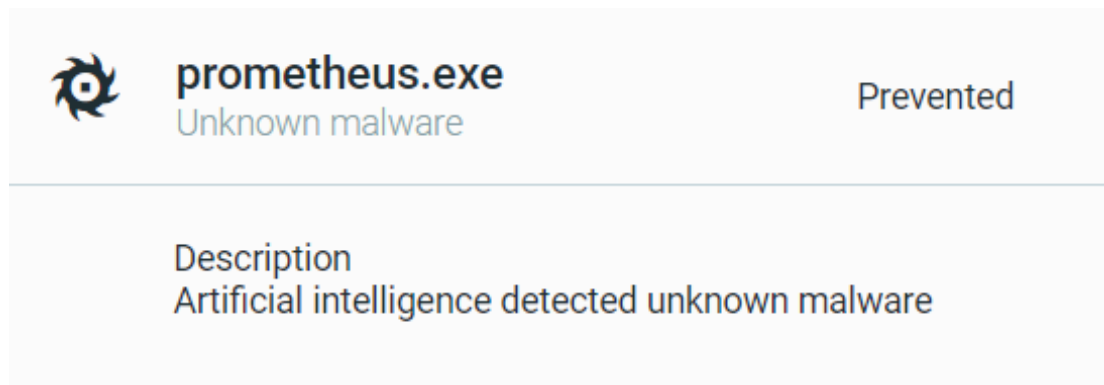 prometheus.exe
Unknown malware
Prevented
Description
Artificial intelligence detected unknown malware